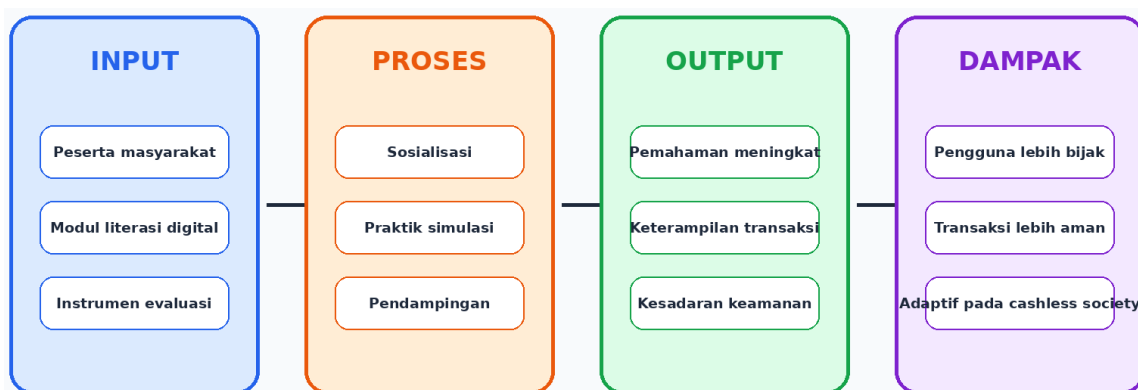 INPUT
Peserta masyarakat
Modul literasi digital
Instrumen evaluasi
PROSES
Sosialisasi
Praktik simulasi
Pendampingan
OUTPUT
Pemahaman meningkat
Keterampilan transaksi
Kesadaran keamanan
DAMPAK
Pengguna lebih bijak
Transaksi lebih aman
Adaptif pada cashless society